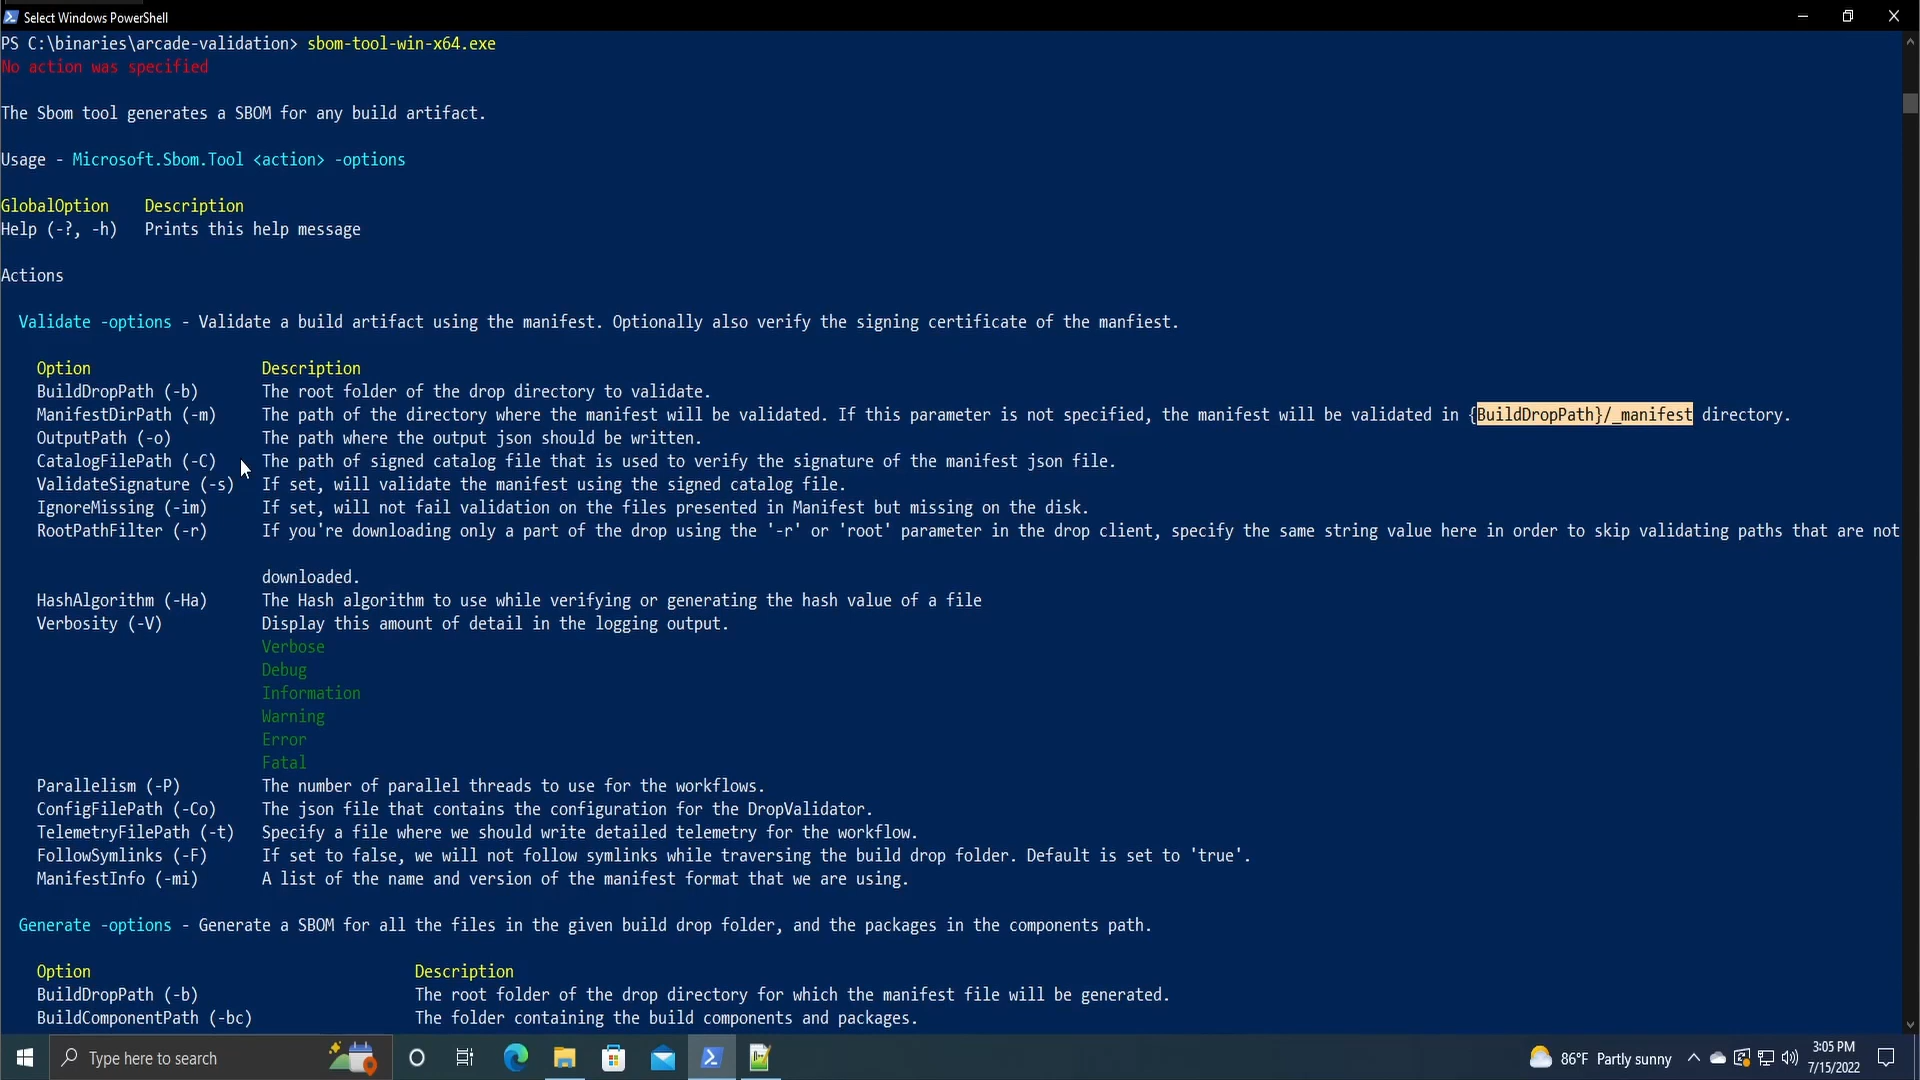 Select Windows PowerShell
PS C:\binaries\arcade-validation> sbom-tool-win-x64.exe
No action was specified
The Sbom tool generates a SBOM for any build artifact.
Usage - Microsoft.Sbom.Tool <action> -options
GlobalOption Description
Help (-?, -h) Prints this help message
Actions
Validate -options - Validate a build artifact using the manifest. Optionally also verify the signing certificate of the manfiest.
Option Description
BuildDropPath (-b) The root folder of the drop directory to validate.
ManifestDirPath (-m) The path of the directory where the manifest will be validated. If this parameter is not specified, the manifest will be validated in {BuildDropPath}/_manifest directory.
OutputPath (-o) The path where the output json should be written.
CatalogFilePath (-C) The path of signed catalog file that is used to verify the signature of the manifest json file.
ValidateSignature (-s) If set, will validate the manifest using the signed catalog file.
IgnoreMissing (-im) If set, will not fail validation on the files presented in Manifest but missing on the disk.
RootPathFilter (-r) If you're downloading only a part of the drop using the '-r' or 'root' parameter in the drop client, specify the same string value here in order to skip validating paths that are not
downloaded.
HashAlgorithm (-Ha) The Hash algorithm to use while verifying or generating the hash value of a file
Verbosity (-V) Display this amount of detail in the logging output.
Verbose
Debug
Information
Warning
Error
Fatal
Parallelism (-P) The number of parallel threads to use for the workflows.
ConfigFilePath (-Co) The json file that contains the configuration for the DropValidator.
TelemetryFilePath (-t) Specify a file where we should write detailed telemetry for the workflow.
FollowSymlinks (-F) If set to false, we will not follow symlinks while traversing the build drop folder. Default is set to 'true'.
ManifestInfo (-mi) A list of the name and version of the manifest format that we are using.
Generate -options - Generate a SBOM for all the files in the given build drop folder, and the packages in the components path.
Option Description
BuildDropPath (-b) The root folder of the drop directory for which the manifest file will be generated.
BuildComponentPath (-bc) The folder containing the build components and packages.
Type here to search
86°F Partly sunny
3:05 PM
7/15/2022